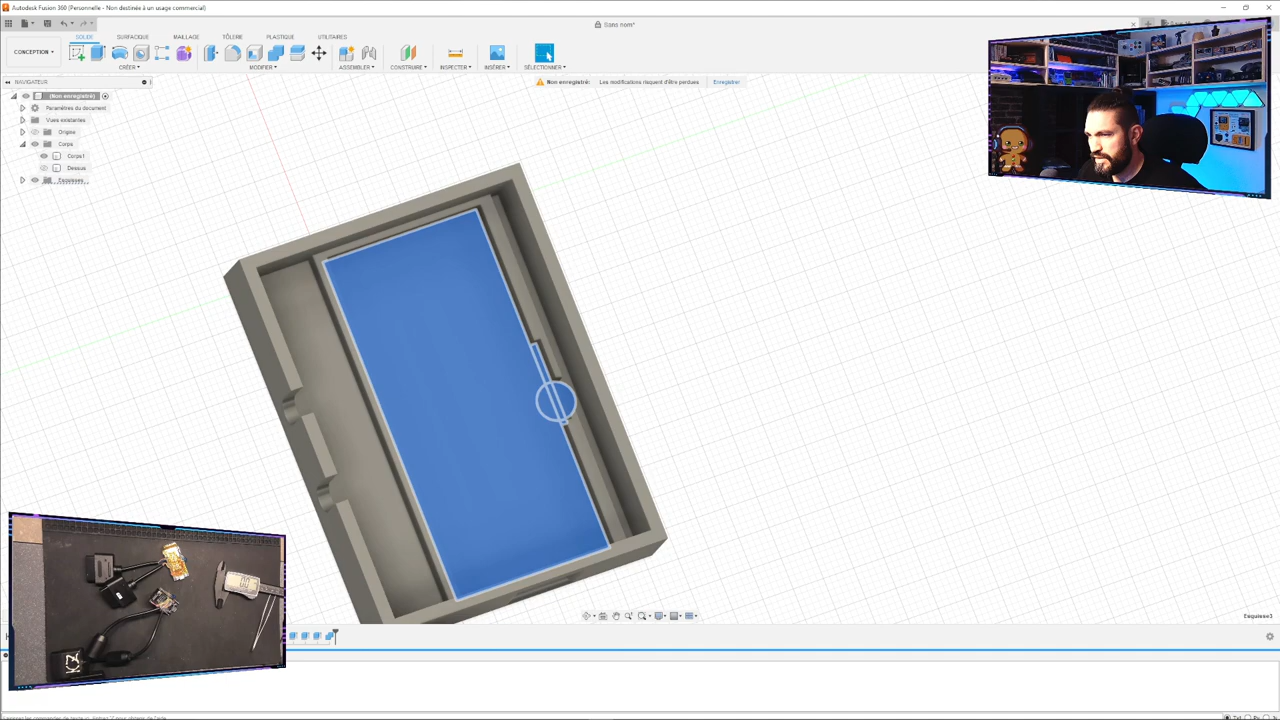 Autodesk Fusion 360 (Personnelle - Non destinée à un usage commercial)
Sans nom*
SOLIDE SURFACIQUE MAILLAGE PLASTIQUE UTILITAIRES
TÔLERIE
CONCEPTION
CRÉER MODIFIER ASSEMBLER CONSTRUIRE INSPECTER INSÉRER SÉLECTIONNER
NAVIGATEUR
Non enregistré: Les modifications risquent d'être perdues Enregistrer
(Non enregistré)
Paramètres du document
Vues existantes
Origine
Corps
Corps1
Dessus
Esquisses
Esquisse3